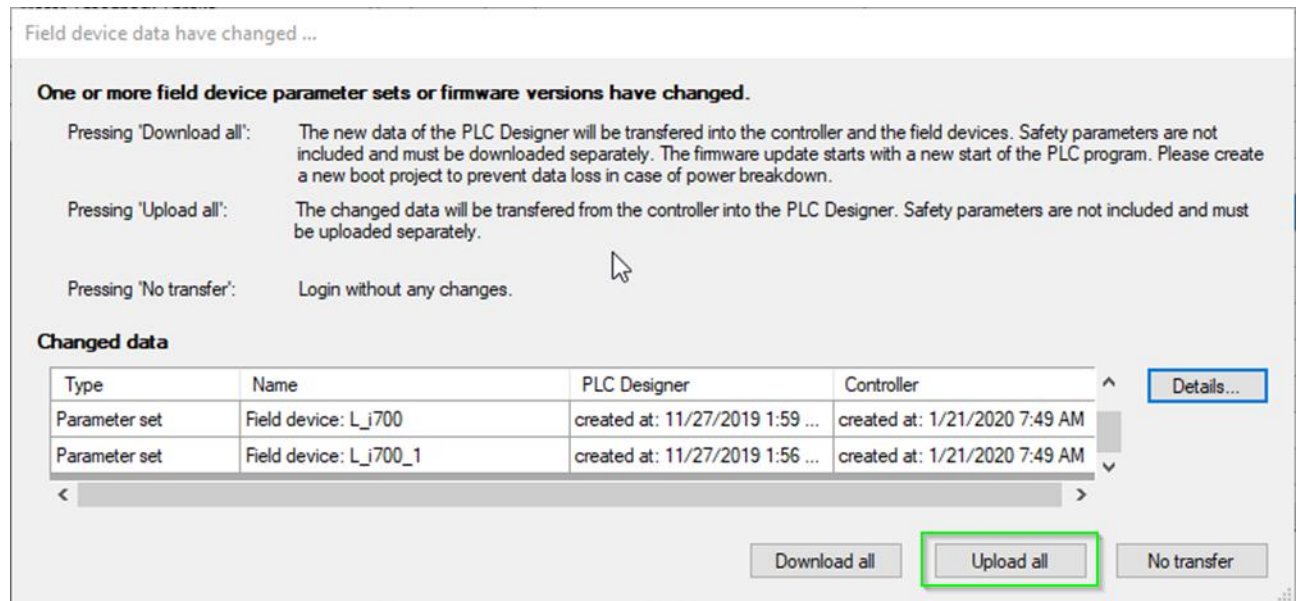 Field device data have changed ...
One or more field device parameter sets or firmware versions have changed.
Pressing 'Download all': The new data of the PLC Designer will be transfered into the controller and the field devices. Safety parameters are not
included and must be downloaded separately. The firmware update starts with a new start of the PLC program. Please create
a new boot project to prevent data loss in case of power breakdown.
Pressing 'Upload all': The changed data will be transfered from the controller into the PLC Designer. Safety parameters are not included and must
be uploaded separately.
Pressing 'No transfer': Login without any changes.
Changed data
Type Name PLC Designer Controller
Details...
Parameter set Field device: L_i700 created at: 11/27/2019 1:59 ... created at: 1/21/2020 7:49 AM
Parameter set Field device: L_i700_1 created at: 11/27/2019 1:56 ... created at: 1/21/2020 7:49 AM
Download all Upload all No transfer